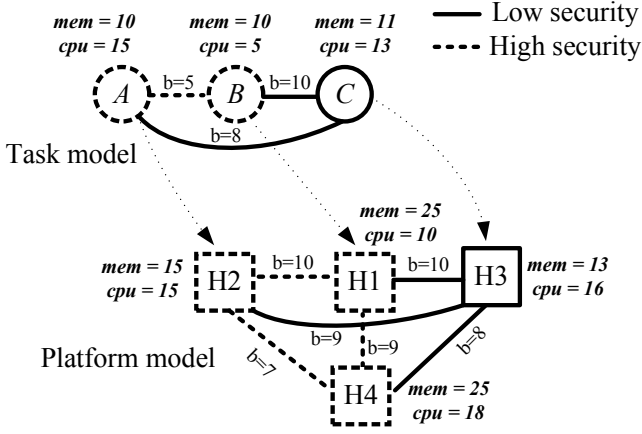 mem = 10
cpu = 15
mem = 10
cpu = 5
mem = 11
cpu = 13
Low security
High security
A
b=5
B
b=10
C
b=8
Task model
mem = 25
cpu = 10
mem = 15
cpu = 15
H2
b=10
H1
b=10
H3
mem = 13
cpu = 16
b=9
b=9
b=8
b=7
Platform model
H4
mem = 25
cpu = 18